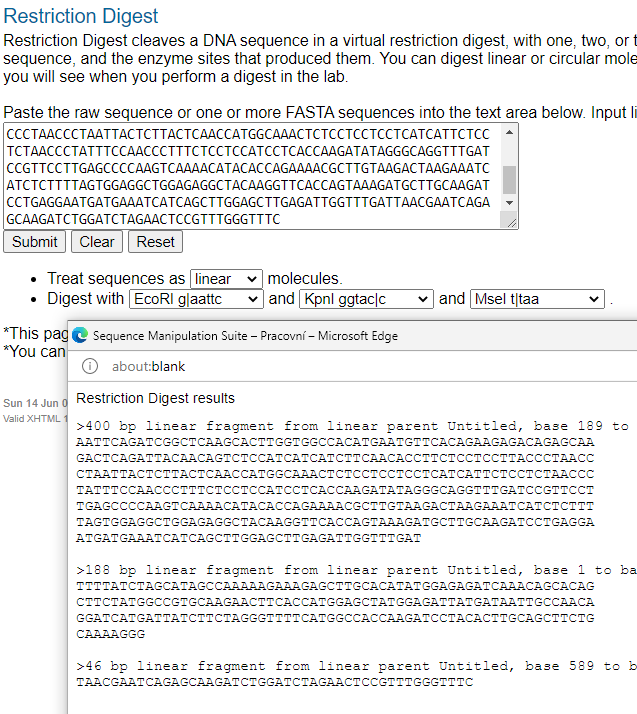 Restriction Digest
Restriction Digest cleaves a DNA sequence in a virtual restriction digest, with one, two, or
sequence, and the enzyme sites that produced them. You can digest linear or circular mole
you will see when you perform a digest in the lab.
Paste the raw sequence or one or more FASTA sequences into the text area below. Input li
CCCTAACCCTAATTACTCTTACTCAACCATGGCAAACTCTCCTCCTCCTCATCATTCTCC
TCTAACCCTATTTCCAACCCTTTCTCCTCCATCCTCACCAAGATATAGGGCAGGTTTGAT
CCGTTCCTTGAGCCCCAAGTCAAAACATACACCAGAAAACGCTTGTAAGACTAAGAAATC
ATCTCTTTTAGTGGAGGCTGGAGAGGCTACAAGGTTCACCAGTAAAGATGCTTGCAAGAT
CCTGAGGAATGATGAAATCATCAGCTTGGAGCTTGAGATTGGTTTGATTAACGAATCAGA
GCAAGATCTGGATCTAGAACTCCGTTTGGGTTTC
Submit Clear Reset
• Treat sequences as linear molecules.
• Digest with EcoRI g|aattc and KpnI ggtac|c and MseI t|taa .
*This pag
*You can
Sun 14 Jun 0
Valid XHTML 1
Sequence Manipulation Suite – Pracovní – Microsoft Edge
about:blank
Restriction Digest results
>400 bp linear fragment from linear parent Untitled, base 189 to
AATTCAGATCGGCTCAAGCACTTGGTGGCCACATGAATGTTCACAGAAGAGACAGAGCAA
GACTCAGATTACAACAGTCTCCATCATCATCTTCAACACCTTCTCCTCCTTACCCTAACC
CTAATTACTCTTACTCAACCATGGCAAACTCTCCTCCTCCTCATCATTCTCCTCTAACCC
TATTTCCAACCCTTTCTCCTCCATCCTCACCAAGATATAGGGCAGGTTTGATCCGTTCCT
TGAGCCCCAAGTCAAAACATACACCAGAAAACGCTTGTAAGACTAAGAAATCATCTCTTT
TAGTGGAGGCTGGAGAGGCTACAAGGTTCACCAGTAAAGATGCTTGCAAGATCCTGAGGA
ATGATGAAATCATCAGCTTGGAGCTTGAGATTGGTTTGAT
>188 bp linear fragment from linear parent Untitled, base 1 to ba
TTTTATCTAGCATAGCCAAAAAGAAAGAGCTTGCACATATGGAGAGATCAAACAGCACAG
CTTCTATGGCCGTGCAAGAACTTCACCATGGAGCTATGGAGATTATGATAATTGCCAACA
GGATCATGATTATCTTCTAGGGTTTTCATGGCCACCAAGATCCTACACTTGCAGCTTCTG
CAAAAGGG
>46 bp linear fragment from linear parent Untitled, base 589 to b
TAACGAATCAGAGCAAGATCTGGATCTAGAACTCCGTTTGGGTTTC